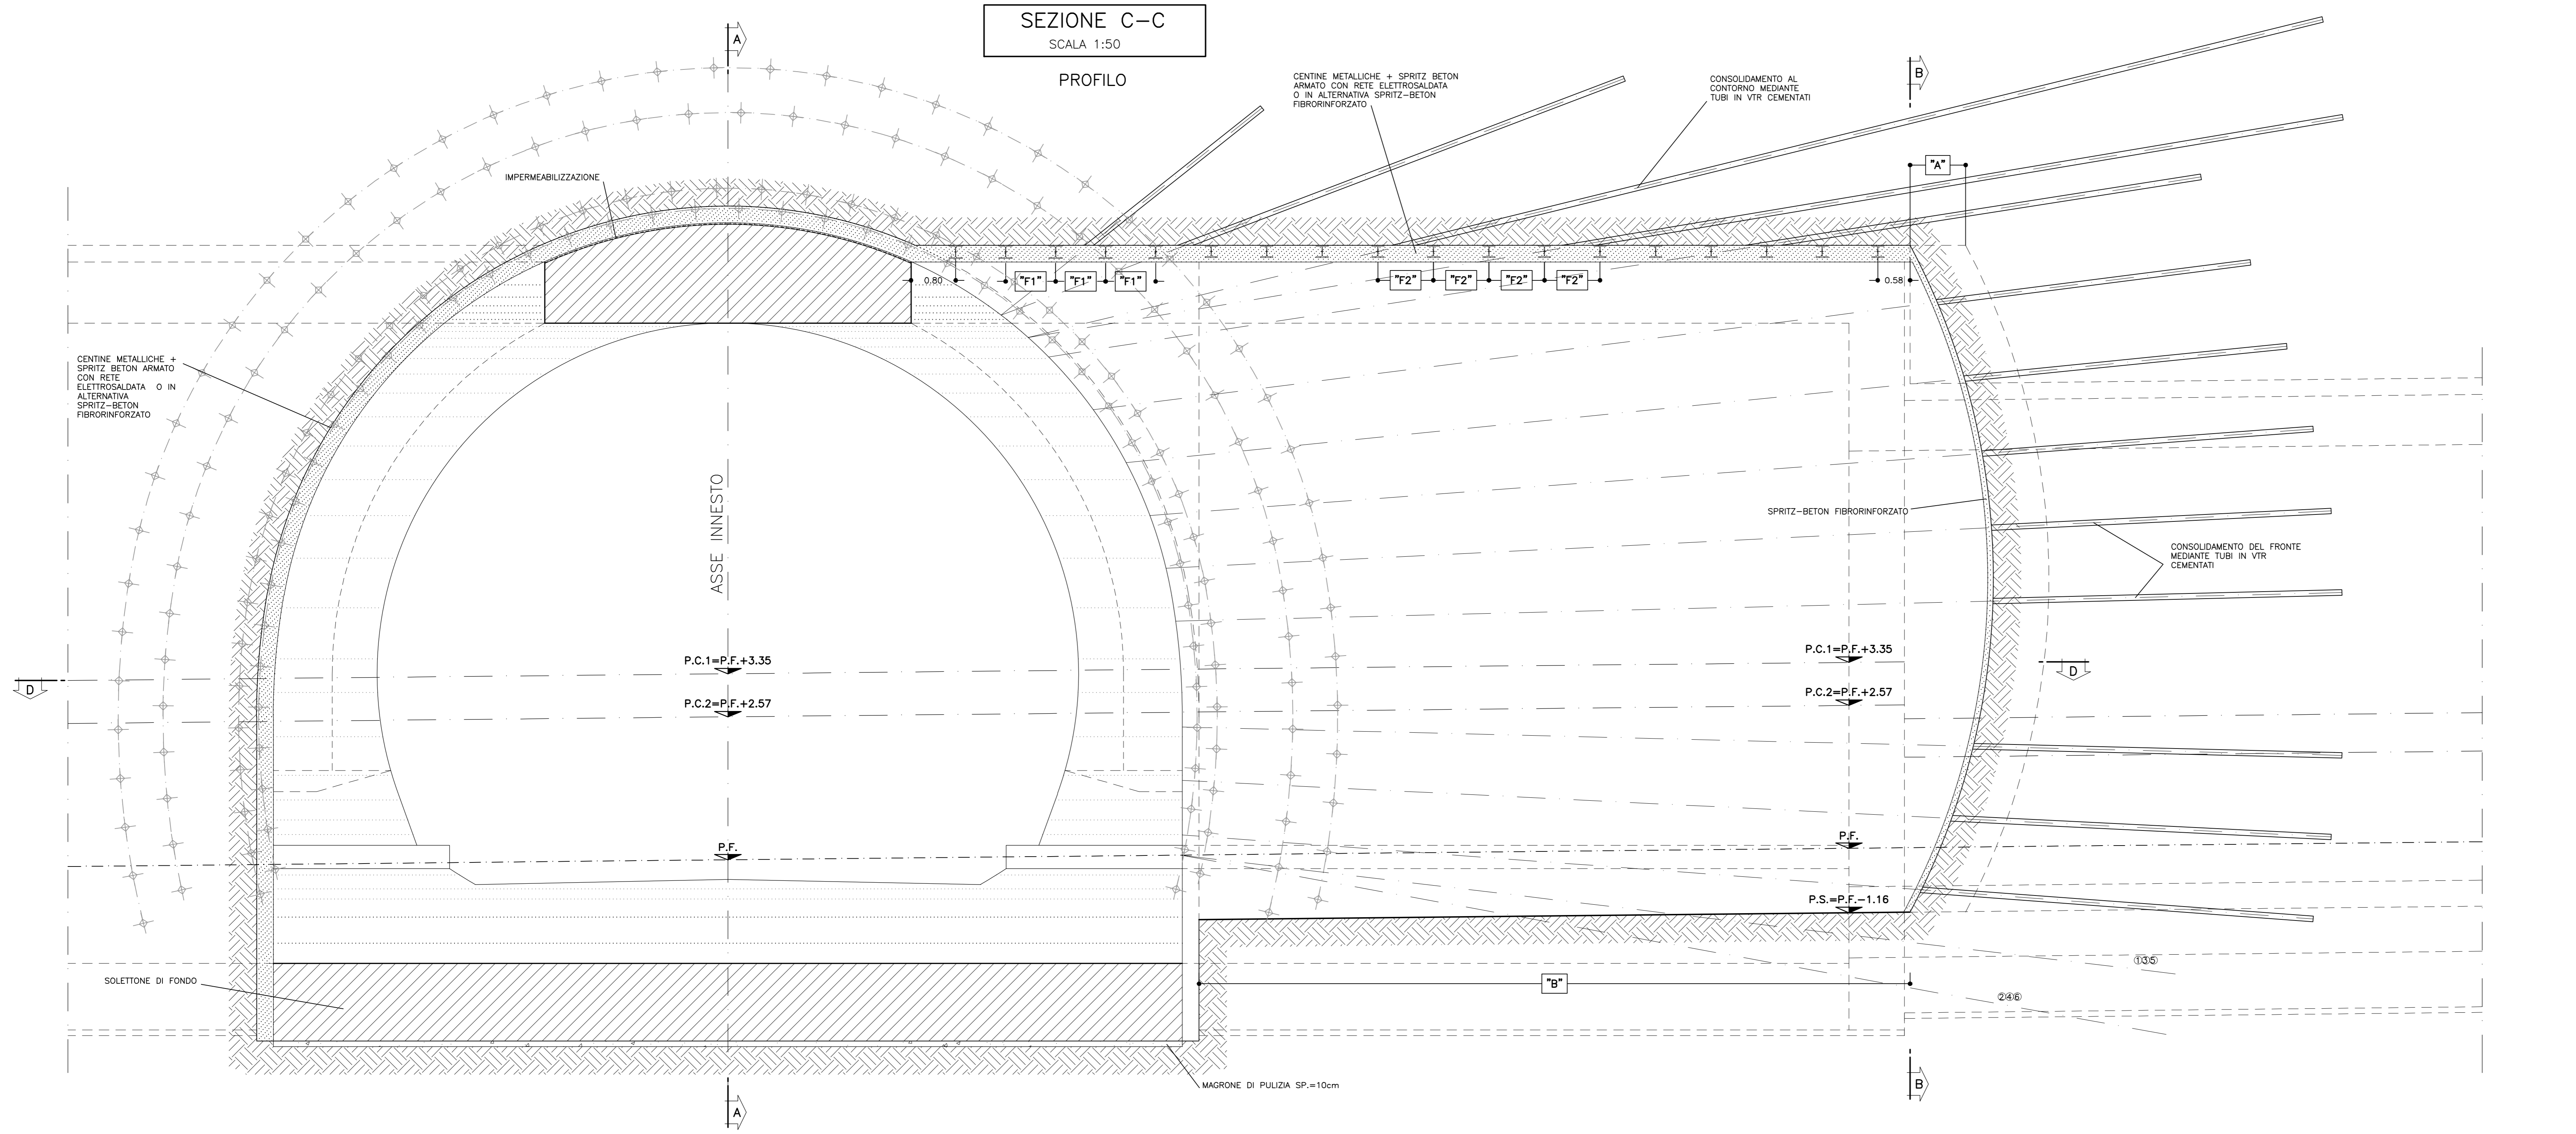 SEZIONE C-C
SCALA 1:50
PROFILO
A
B
CENTINE METALLICHE + SPRITZ BETON
ARMATO CON RETE ELETTROSALDATA
O IN ALTERNATIVA SPRITZ-BETON
FIBRORINFORZATO
CONSOLIDAMENTO AL
CONTORNO MEDIANTE
TUBI IN VTR CEMENTATI
"A"
IMPERMEABILIZZAZIONE
0.80
"F1"
"F1"
"F1"
"F2"
"F2"
"F2"
"F2"
0.58
CENTINE METALLICHE +
SPRITZ BETON ARMATO
CON RETE
ELETTROSALDATA O IN
ALTERNATIVA
SPRITZ-BETON
FIBRORINFORZATO
ASSE INNESTO
SPRITZ-BETON FIBRORINFORZATO
CONSOLIDAMENTO DEL FRONTE
MEDIANTE TUBI IN VTR
CEMENTATI
P.C.1=P.F.+3.35
P.C.1=P.F.+3.35
D
D
P.C.2=P.F.+2.57
P.C.2=P.F.+2.57
P.F.
P.F.
P.S.=P.F.-1.16
①③⑤
SOLETTONE DI FONDO
"B"
②④⑥
MAGRONE DI PULIZIA SP.=10cm
A
B